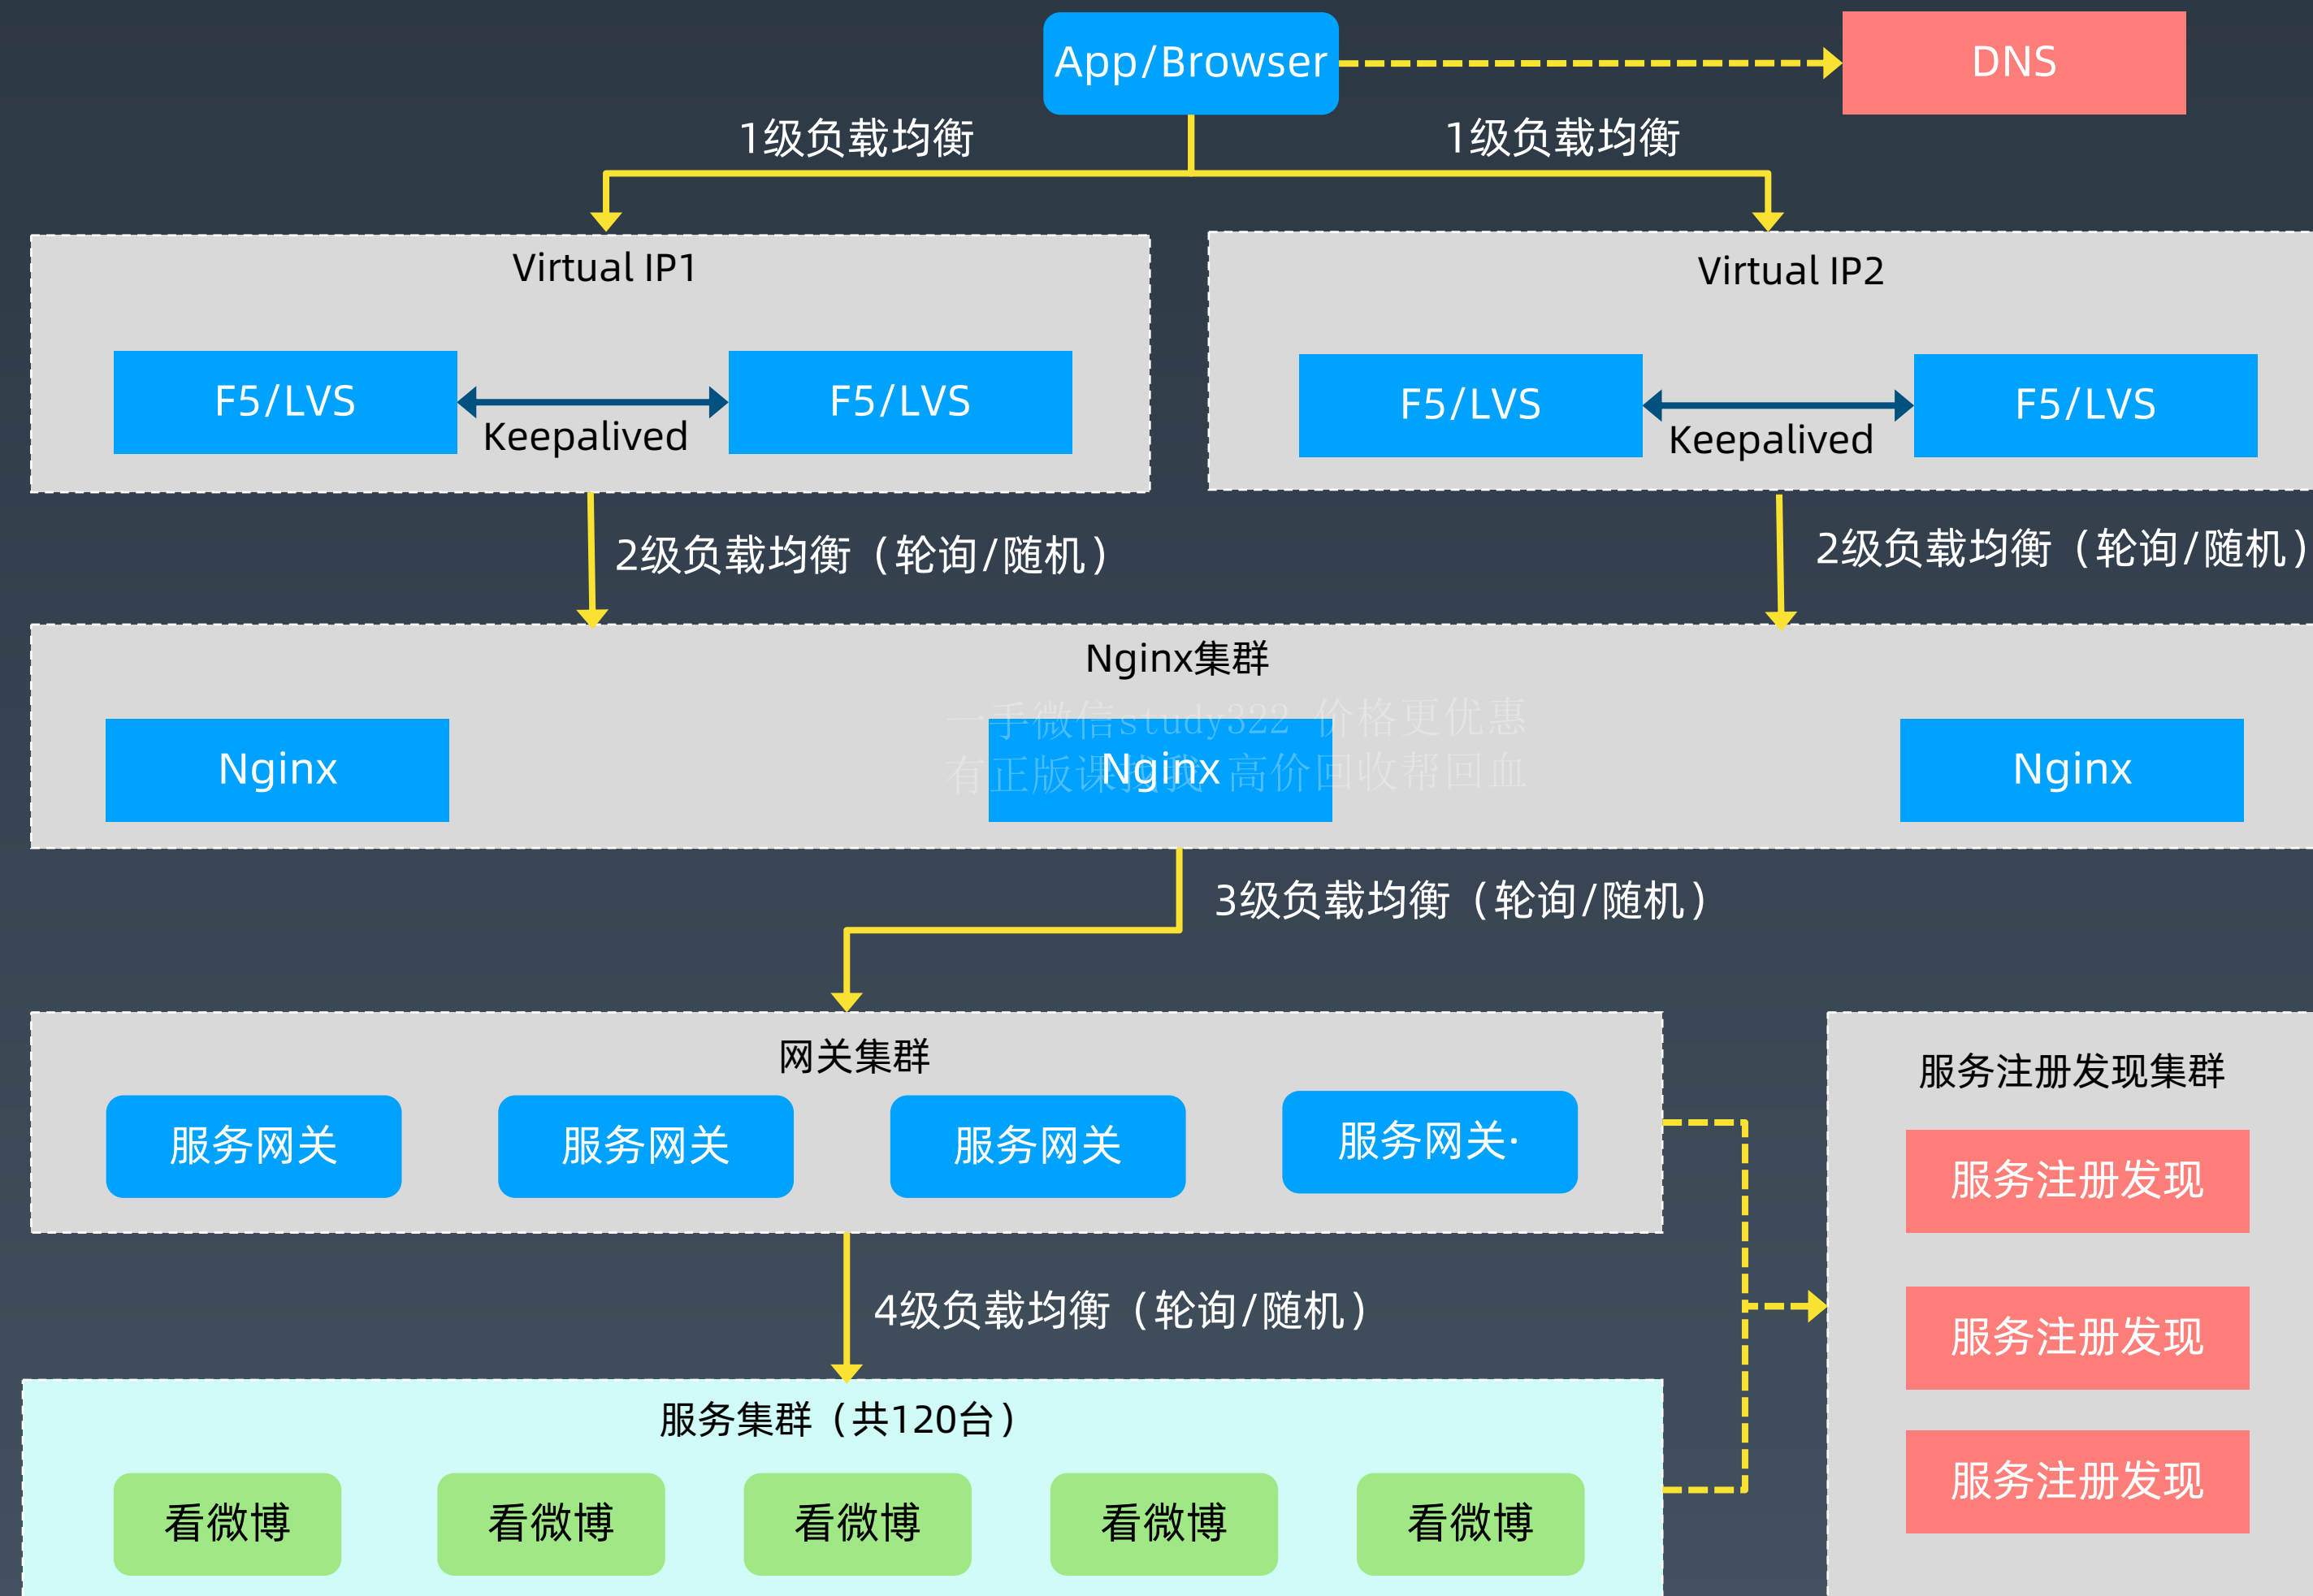 App/Browser
DNS
1级负载均衡
1级负载均衡
Virtual IP1
Virtual IP2
F5/LVS
Keepalived
F5/LVS
F5/LVS
Keepalived
F5/LVS
2级负载均衡（轮询/随机）
2级负载均衡（轮询/随机）
Nginx集群
一手微信study322 价格更优惠
有正版课找我 高价回收帮回血
Nginx
Nginx
Nginx
3级负载均衡（轮询/随机）
网关集群
服务网关
服务网关
服务网关
服务网关·
服务注册发现集群
服务注册发现
服务注册发现
服务注册发现
4级负载均衡（轮询/随机）
服务集群（共120台）
看微博
看微博
看微博
看微博
看微博